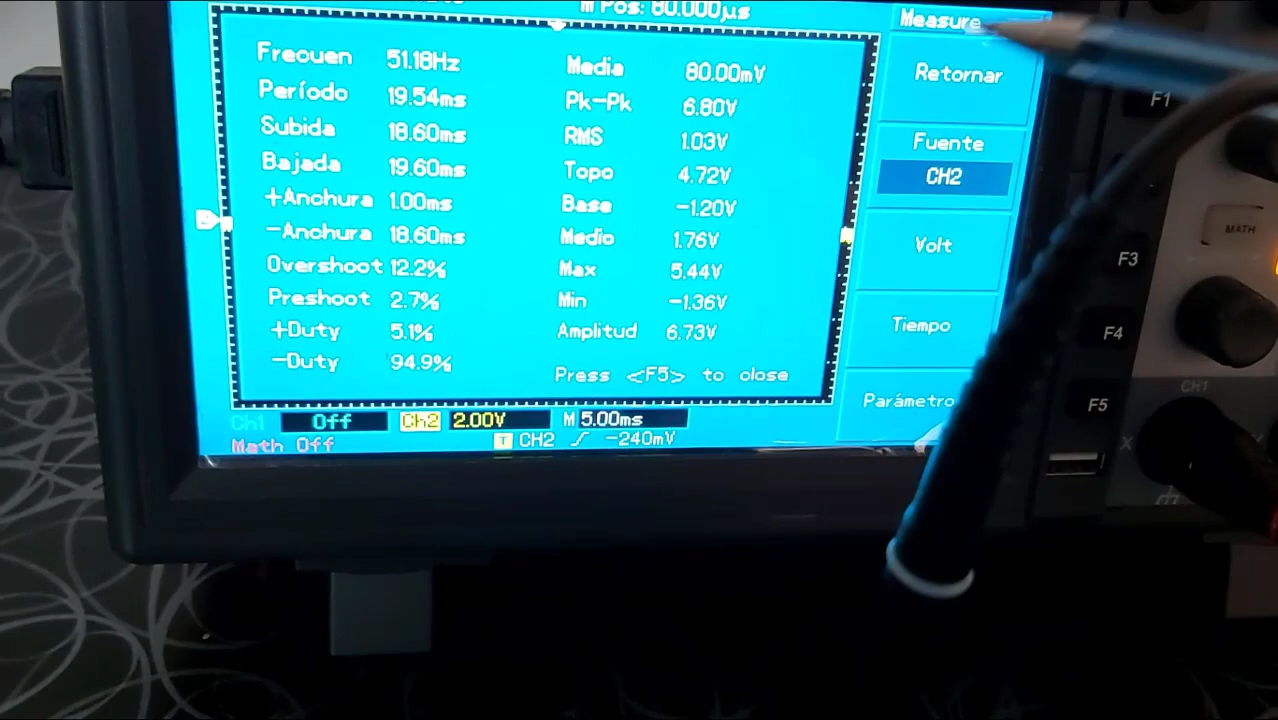 m Pos: 80.000µs
Measure
Frecuen 51.18Hz Media 80.00mV
Período 19.54ms Pk-Pk 6.80V
Subida 18.60ms RMS 1.03V
Bajada 19.60ms Topo 4.72V
+Anchura 1.00ms Base -1.20V
-Anchura 18.60ms Medio 1.76V
Overshoot 12.2% Max 5.44V
Preshoot 2.7% Min -1.36V
+Duty 5.1% Amplitud 6.73V
-Duty 94.9%
Press <F5> to close
Retornar
Fuente
CH2
Volt
Tiempo
Parámetro
Ch1 Off Ch2 2.00V M 5.00ms
Math Off T CH2 -240mV
F1
F3
F4
F5
MATH
CH1
X